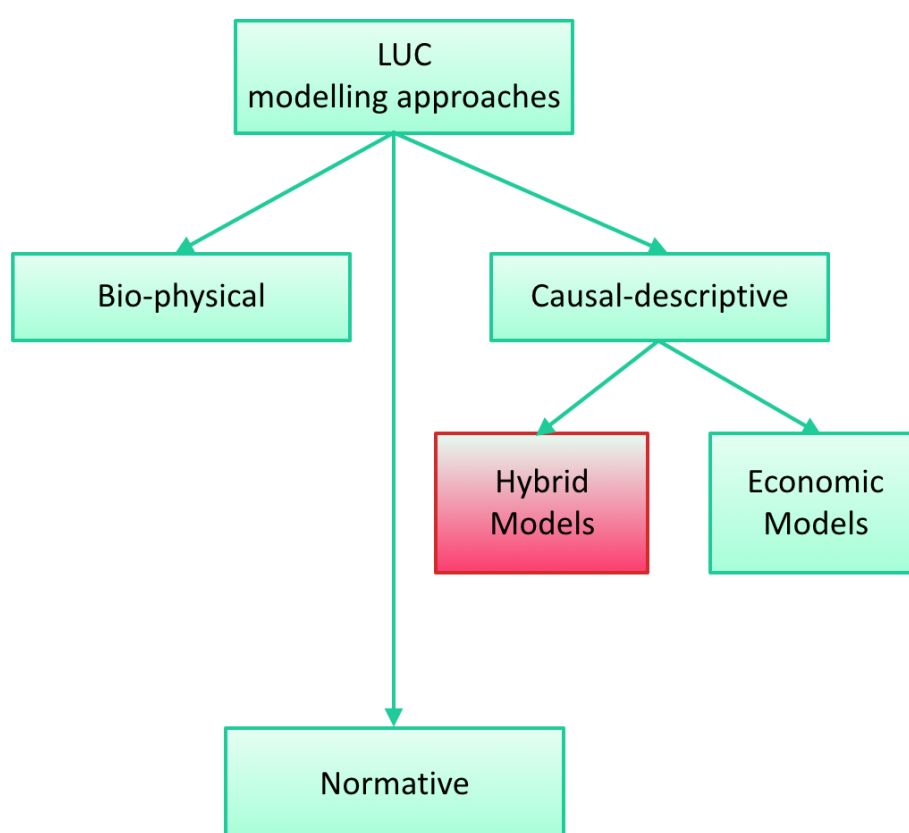 LUC
modelling approaches
Bio-physical
Causal-descriptive
Hybrid
Models
Economic
Models
Normative